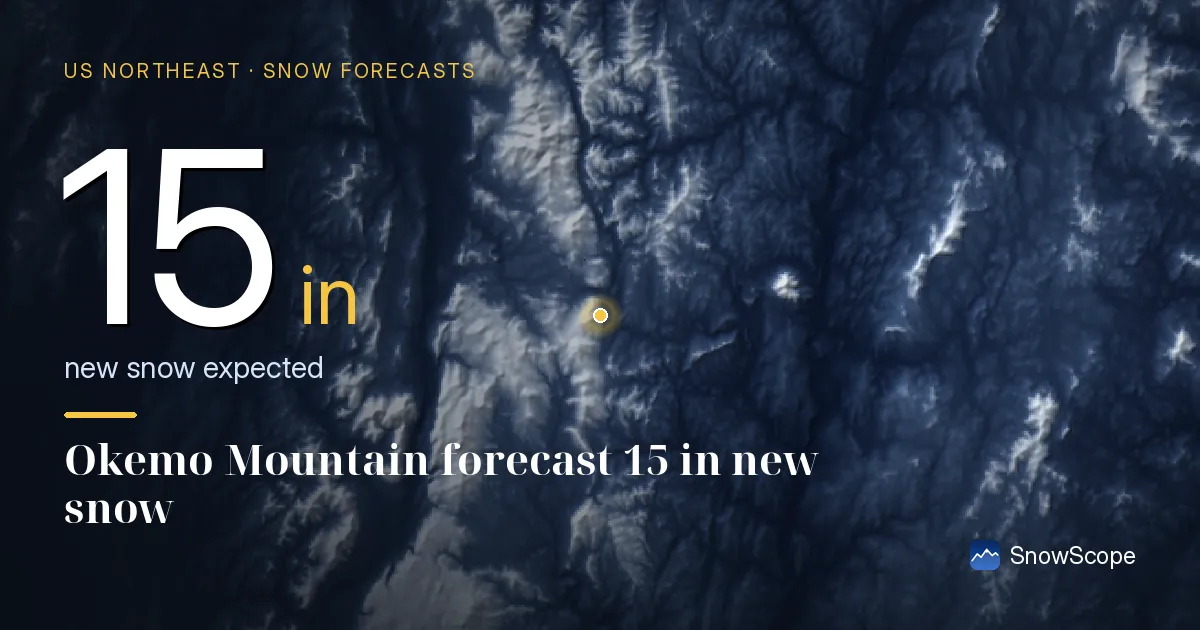 US NORTHEAST · SNOW FORECASTS
15 in
new snow expected
Okemo Mountain forecast 15 in new
snow
SnowScope